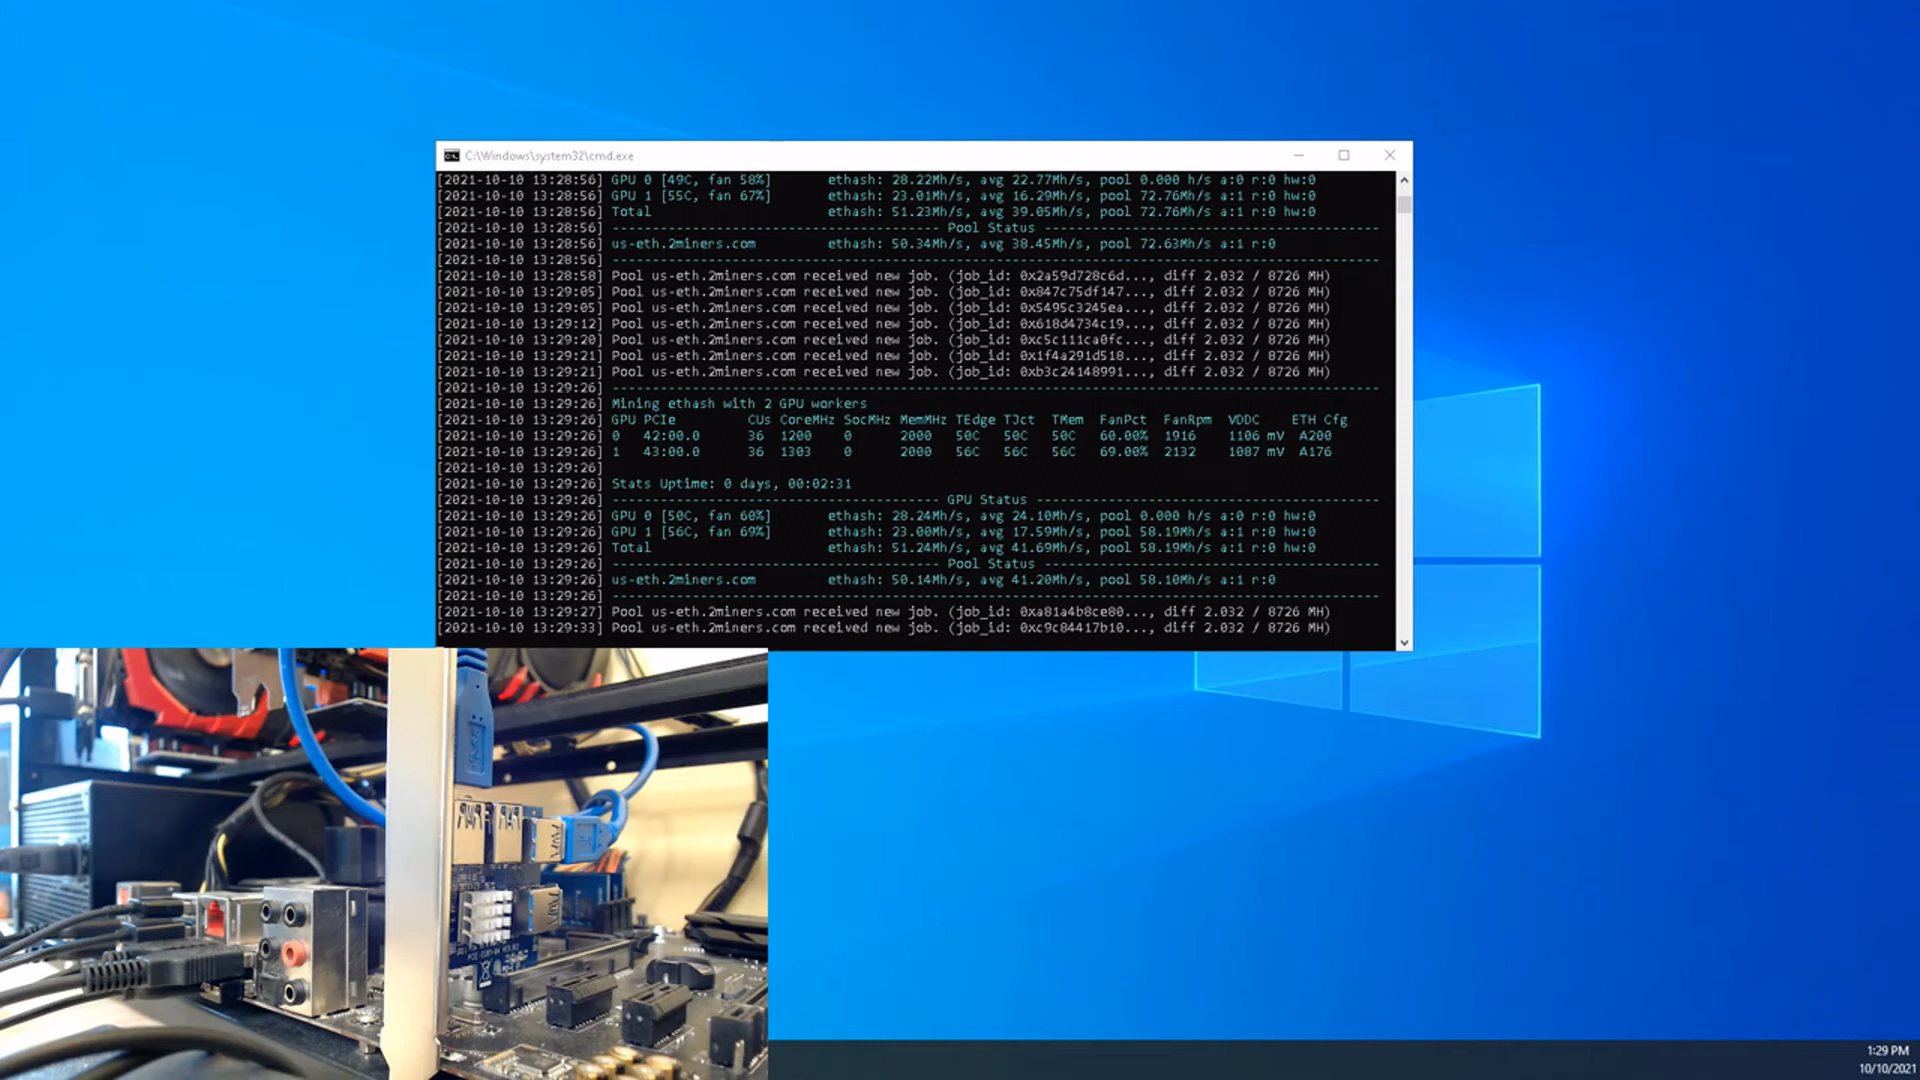 C:\Windows\system32\cmd.exe
[2021-10-10 13:28:56] GPU 0 [49C, fan 58%] ethash: 28.22Mh/s, avg 22.77Mh/s, pool 0.000 h/s a:0 r:0 hw:0
[2021-10-10 13:28:56] GPU 1 [55C, fan 67%] ethash: 23.01Mh/s, avg 16.29Mh/s, pool 72.76Mh/s a:1 r:0 hw:0
[2021-10-10 13:28:56] Total ethash: 51.23Mh/s, avg 39.05Mh/s, pool 72.76Mh/s a:1 r:0 hw:0
[2021-10-10 13:28:56] ----------------------------------------- Pool Status -------------------------------------------
[2021-10-10 13:28:56] us-eth.2miners.com ethash: 50.34Mh/s, avg 38.45Mh/s, pool 72.63Mh/s a:1 r:0
[2021-10-10 13:28:56] ------------------------------------------------------------------------------------------------
[2021-10-10 13:28:58] Pool us-eth.2miners.com received new job. (job_id: 0x2a59d728c6d..., diff 2.032 / 8726 MH)
[2021-10-10 13:29:05] Pool us-eth.2miners.com received new job. (job_id: 0x847c75df147..., diff 2.032 / 8726 MH)
[2021-10-10 13:29:05] Pool us-eth.2miners.com received new job. (job_id: 0x5495c3245ea..., diff 2.032 / 8726 MH)
[2021-10-10 13:29:12] Pool us-eth.2miners.com received new job. (job_id: 0x618d4734c19..., diff 2.032 / 8726 MH)
[2021-10-10 13:29:20] Pool us-eth.2miners.com received new job. (job_id: 0xc5c111ca0fc..., diff 2.032 / 8726 MH)
[2021-10-10 13:29:21] Pool us-eth.2miners.com received new job. (job_id: 0x1f4a291d518..., diff 2.032 / 8726 MH)
[2021-10-10 13:29:21] Pool us-eth.2miners.com received new job. (job_id: 0xb3c24148991..., diff 2.032 / 8726 MH)
[2021-10-10 13:29:26] ------------------------------------------------------------------------------------------------
[2021-10-10 13:29:26] Mining ethash with 2 GPU workers
[2021-10-10 13:29:26] GPU PCIe CUs CoreMHz SocMHz MemMHz TEdge TJct TMem FanPct FanRpm VDDC ETH Cfg
[2021-10-10 13:29:26] 0 42:00.0 36 1200 0 2000 50C 50C 50C 60.00% 1916 1106 mV A200
[2021-10-10 13:29:26] 1 43:00.0 36 1303 0 2000 56C 56C 56C 69.00% 2132 1087 mV A176
[2021-10-10 13:29:26]
[2021-10-10 13:29:26] Stats Uptime: 0 days, 00:02:31
[2021-10-10 13:29:26] ----------------------------------------- GPU Status -------------------------------------------
[2021-10-10 13:29:26] GPU 0 [50C, fan 60%] ethash: 28.24Mh/s, avg 24.10Mh/s, pool 0.000 h/s a:0 r:0 hw:0
[2021-10-10 13:29:26] GPU 1 [56C, fan 69%] ethash: 23.00Mh/s, avg 17.59Mh/s, pool 58.19Mh/s a:1 r:0 hw:0
[2021-10-10 13:29:26] Total ethash: 51.24Mh/s, avg 41.69Mh/s, pool 58.19Mh/s a:1 r:0 hw:0
[2021-10-10 13:29:26] ----------------------------------------- Pool Status -------------------------------------------
[2021-10-10 13:29:26] us-eth.2miners.com ethash: 50.14Mh/s, avg 41.20Mh/s, pool 58.10Mh/s a:1 r:0
[2021-10-10 13:29:26] ------------------------------------------------------------------------------------------------
[2021-10-10 13:29:27] Pool us-eth.2miners.com received new job. (job_id: 0xa81a4b8ce80..., diff 2.032 / 8726 MH)
[2021-10-10 13:29:33] Pool us-eth.2miners.com received new job. (job_id: 0xc9c84417b10..., diff 2.032 / 8726 MH)
1:29 PM
10/10/2021